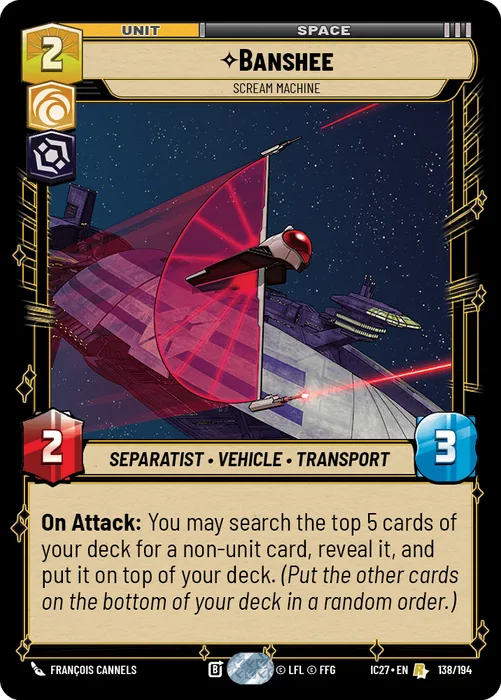 UNIT
SPACE
2
✧BANSHEE
SCREAM MACHINE
2
SEPARATIST • VEHICLE • TRANSPORT
3
On Attack: You may search the top 5 cards of
your deck for a non-unit card, reveal it, and
put it on top of your deck. (Put the other cards
on the bottom of your deck in a random order.)
FRANÇOIS CANNELS
© LFL © FFG
IC27 • EN
R
138/194